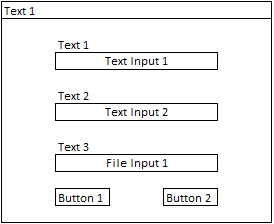 Text 1
Text 1
Text Input 1
Text 2
Text Input 2
Text 3
File Input 1
Button 1 Button 2